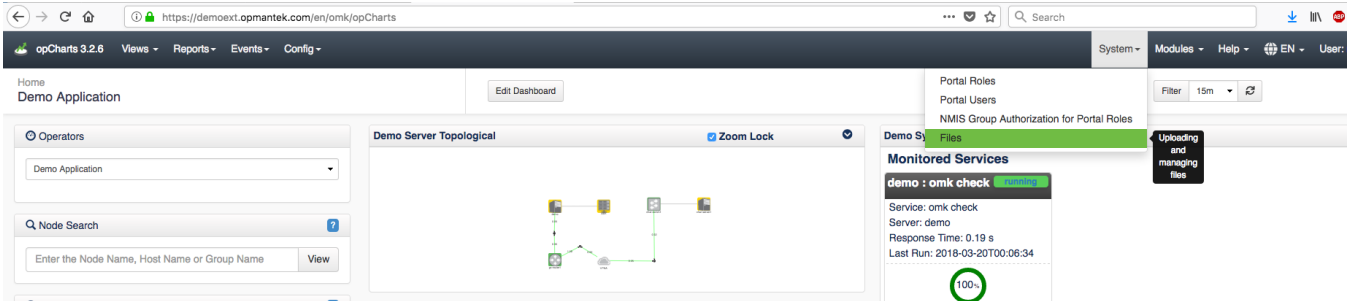 https://demoext.opmantek.com/en/omk/opCharts
Search
ABP
opCharts 3.2.6 Views Reports Events Config System Modules Help EN User:
Home
Demo Application
Edit Dashboard
Portal Roles
Portal Users
NMIS Group Authorization for Portal Roles
Files
Uploading
and
managing
files
Filter 15m
Operators
Demo Application
Node Search
?
Enter the Node Name, Host Name or Group Name View
Demo Server Topological
Zoom Lock
Demo Sy
Monitored Services
demo : omk check running
Service: omk check
Server: demo
Response Time: 0.19 s
Last Run: 2018-03-20T00:06:34
100%